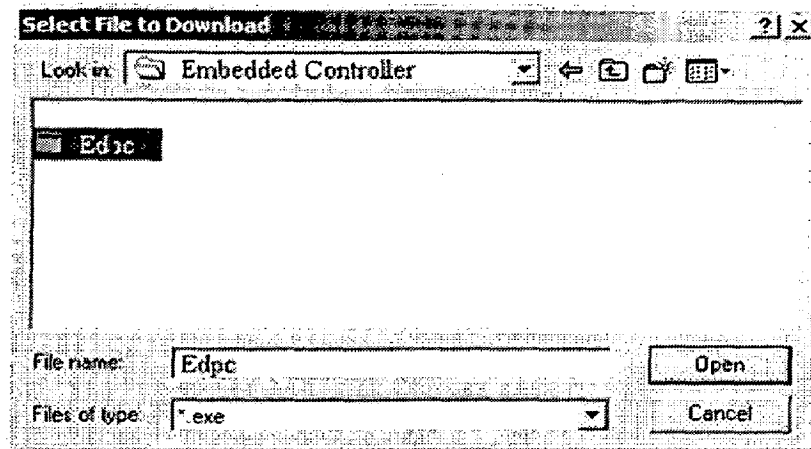 Select File to Download
Look in: Embedded Controller
Edpc
File name: Edpc Open
Files of type: *.exe Cancel